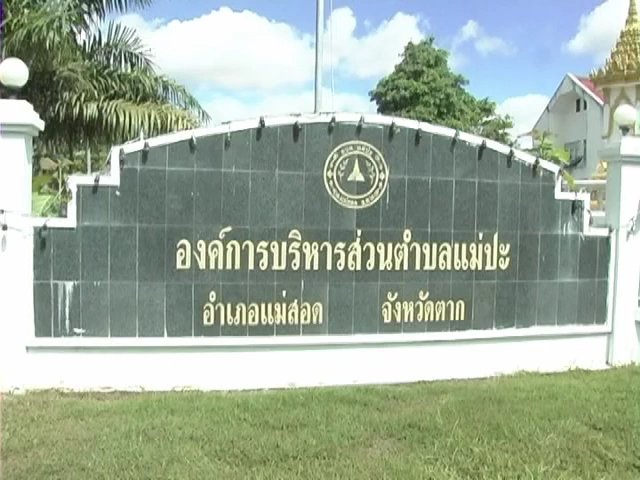 องค์การบริหารส่วนตำบลแม่ปะ
อำเภอแม่สอด จังหวัดตาก